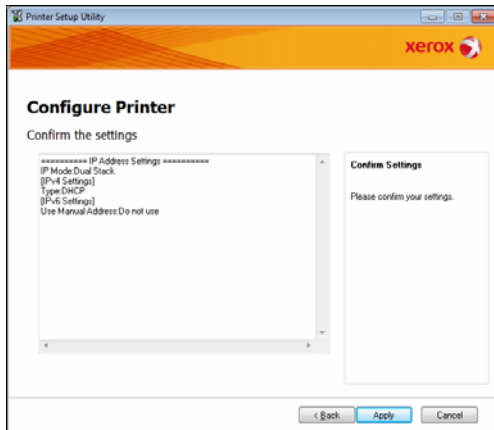 Printer Setup Utility
xerox
Configure Printer
Confirm the settings
========== IP Address Settings ==========
IP Mode:Dual Stack
[IPv4 Settings]
Type:DHCP
[IPv6 Settings]
Use Manual Address:Do not use
Confirm Settings
Please confirm your settings.
< Back
Apply
Cancel